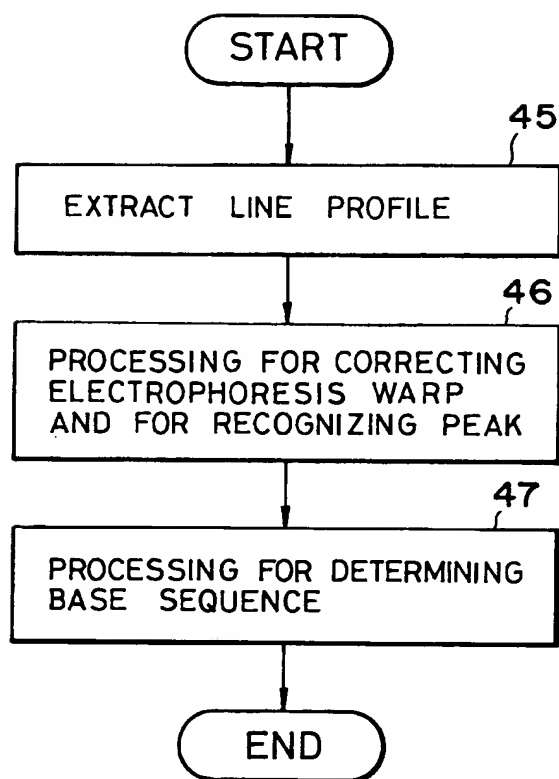 START
45
EXTRACT LINE PROFILE
46
PROCESSING FOR CORRECTING
ELECTROPHORESIS WARP
AND FOR RECOGNIZING PEAK
47
PROCESSING FOR DETERMINING
BASE SEQUENCE
END